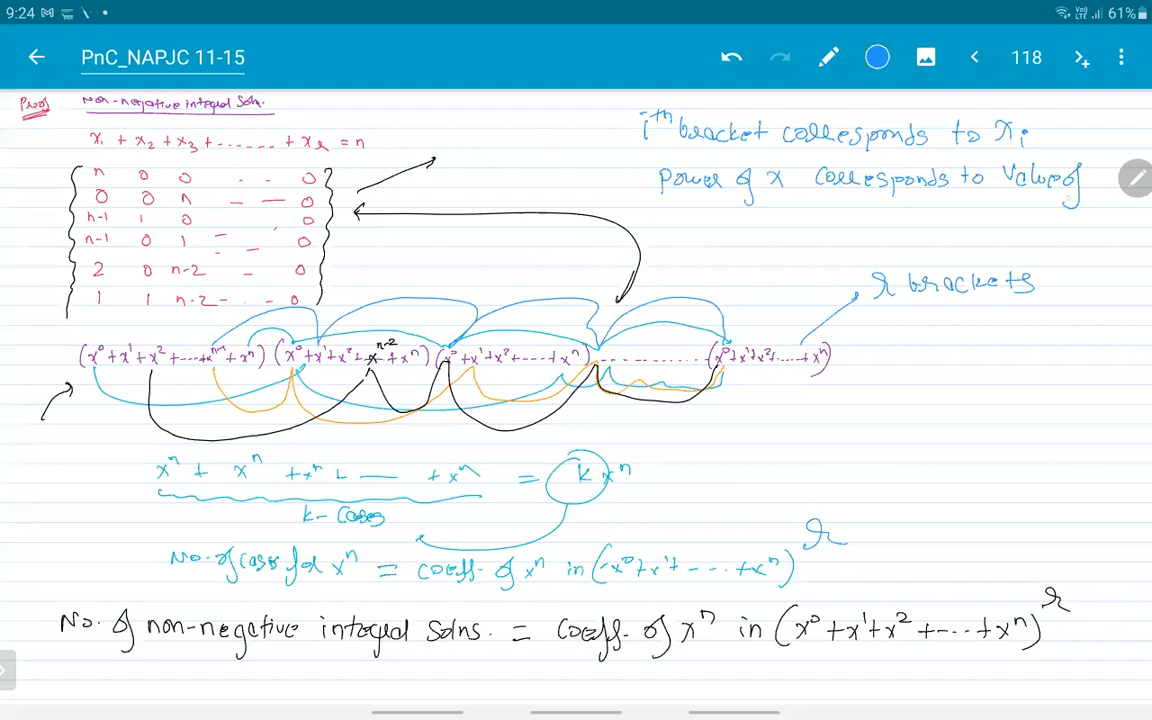 9:24 61%
PnC_NAPJC 11-15 118
Proof Non-negative integral Soln.
x₁ + x₂ + x₃ + ...... + xᵣ = n
n 0 0 . . 0
0 0 n _ _ 0
n-1 1 0 0
n-1 0 1 _ _ 0
2 0 n-2 _ 0
1 1 n-2 - . - 0
iᵗʰ bracket corresponds to xᵢ
Power of x corresponds to Value of
r brackets
(x⁰+x¹+x²+....+xⁿ⁻¹+xⁿ) (x⁰+x¹+x²+..xⁿ⁻²..+xⁿ) (x⁰+x¹+x²+......+xⁿ) .......... (x⁰+x¹+x²+.....+xⁿ)
xⁿ + xⁿ + xⁿ + __ + xⁿ = k xⁿ
k- Cases
No. of cases for xⁿ = coeff. of xⁿ in (x⁰+x¹+ - ... +xⁿ)ʳ
No. of non-negative integral Solns. = Coeff. of xⁿ in (x⁰+x¹+x²+-...+xⁿ)ʳ